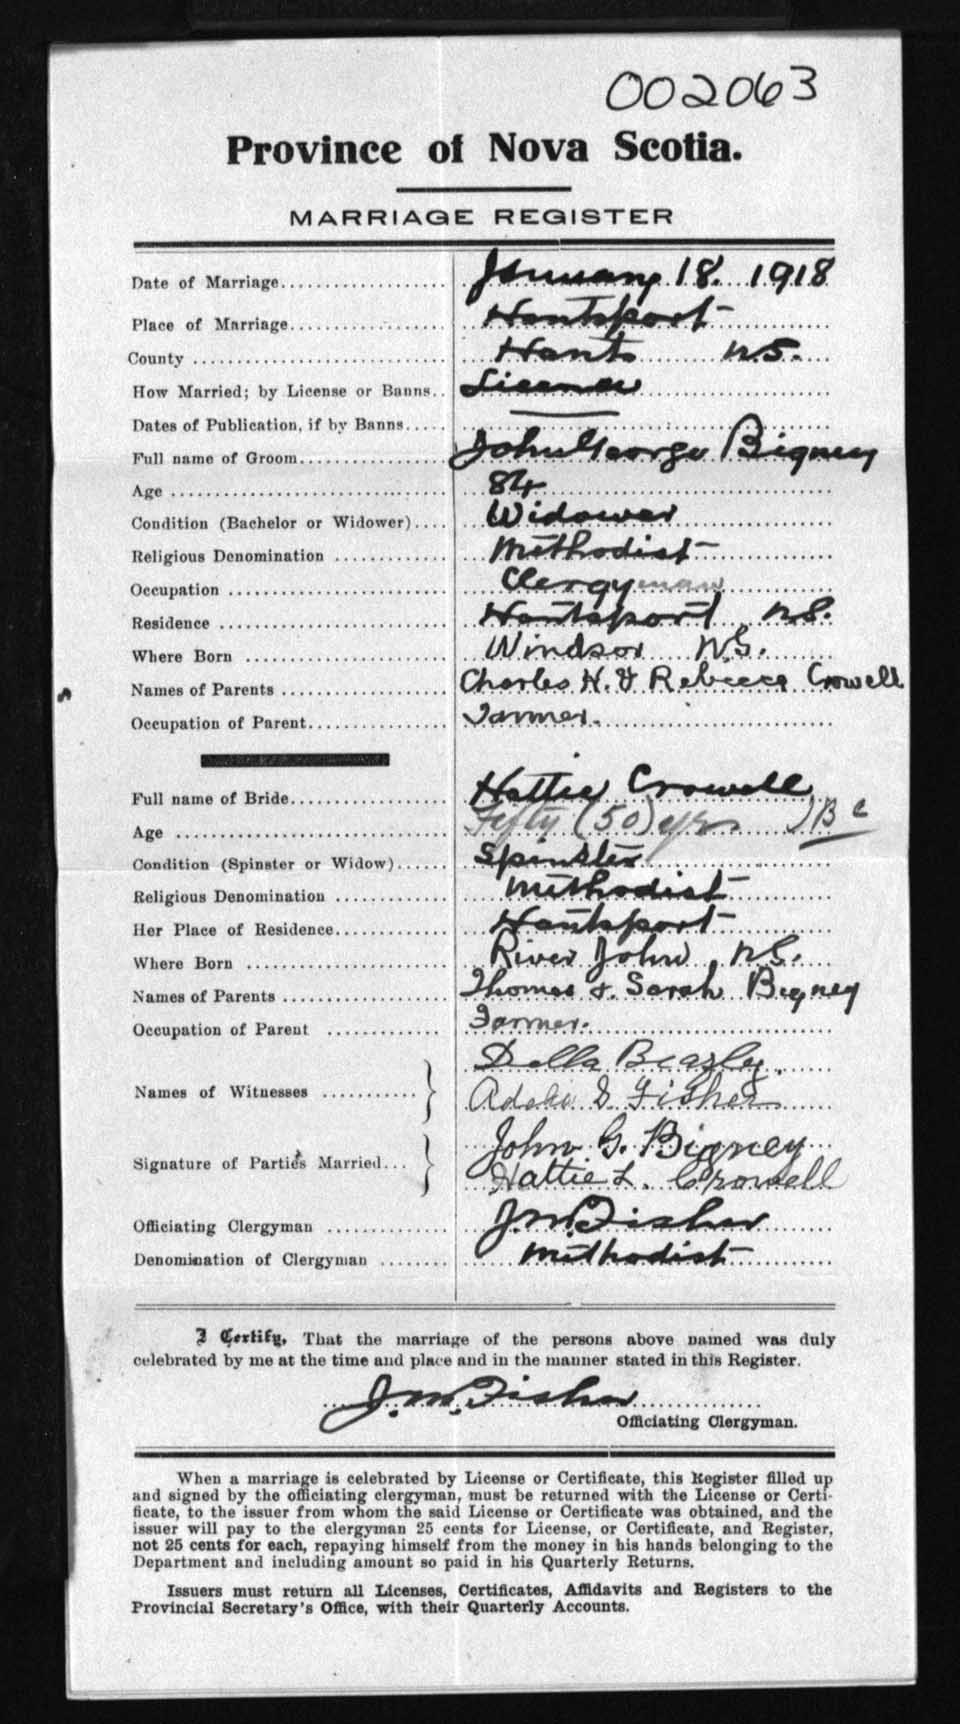 002063
Province of Nova Scotia.
MARRIAGE REGISTER
Date of Marriage.................... January 18. 1918
Place of Marriage................... Hantsport
County .......................... Hants N.S.
How Married; by License or Banns.. License
Dates of Publication, if by Banns..... ——
Full name of Groom.................. John George Bigney
Age ............................. 84
Condition (Bachelor or Widower).... Widower
Religious Denomination ............ Methodist
Occupation ....................... Clergyman
Residence ........................ Hantsport N.S.
Where Born ..................... Windsor N.S.
Names of Parents ................. Charles H. & Rebecca Crowell
Occupation of Parent............... Farmer.
Full name of Bride.................. Hattie Crowell
Age ............................. Fifty (50) yrs )B c
Condition (Spinster or Widow)...... Spinster
Religious Denomination ............ Methodist
Her Place of Residence............. Hantsport
Where Born ..................... River John, N.S.
Names of Parents ................. Thomas & Sarah Bigney
Occupation of Parent ............. Farmer.
Della Beazley.
Names of Witnesses ...........
S Fisher
John G. Bigney
Signature of Parties Married...
Hattie L. Crowell
Officiating Clergyman ............. J.M. Fisher
Denomination of Clergyman ........ Methodist
I Certify, That the marriage of the persons above named was duly
celebrated by me at the time and place and in the manner stated in this Register.
J.M. Fisher
Officiating Clergyman.
When a marriage is celebrated by License or Certificate, this Register filled up
and signed by the officiating clergyman, must be returned with the License or Certi-
ficate, to the issuer from whom the said License or Certificate was obtained, and the
issuer will pay to the clergyman 25 cents for License, or Certificate, and Register,
not 25 cents for each, repaying himself from the money in his hands belonging to the
Department and including amount so paid in his Quarterly Returns.
Issuers must return all Licenses, Certificates, Affidavits and Registers to the
Provincial Secretary's Office, with their Quarterly Accounts.